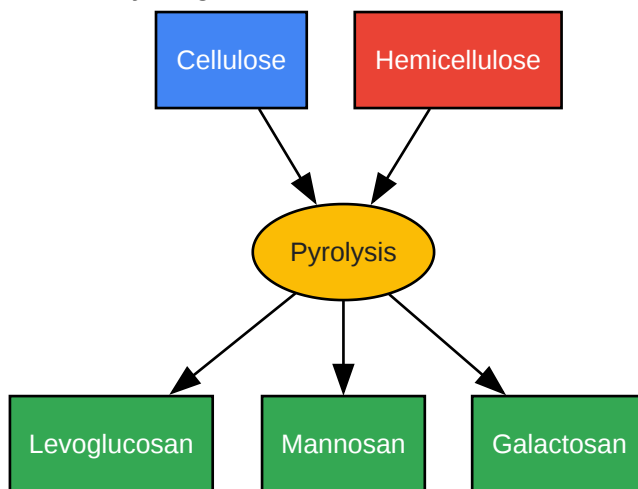 Cellulose
Hemicellulose
Pyrolysis
Levoglucosan
Mannosan
Galactosan